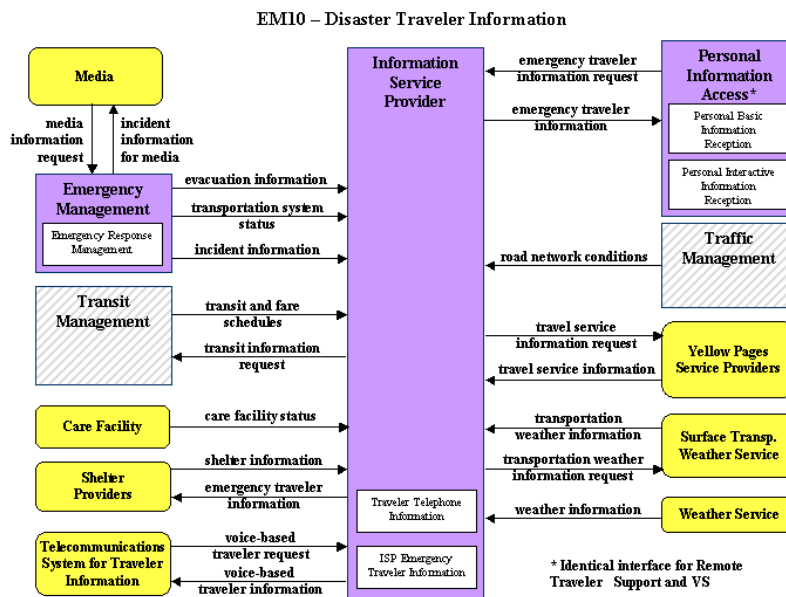 EM10 – Disaster Traveler Information
Media
media
information
request
incident
information
for media
Emergency
Management
Emergency Response
Management
evacuation information
transportation system
status
incident information
Transit
Management
transit and fare
schedules
transit information
request
Care Facility
care facility status
Shelter
Providers
shelter information
emergency traveler
information
Telecommunications
System for Traveler
Information
voice-based
traveler request
voice-based
traveler information
Information
Service
Provider
Traveler Telephone
Information
ISP Emergency
Traveler Information
emergency traveler
information request
emergency traveler
information
Personal
Information
Access*
Personal Basic
Information
Reception
Personal Interactive
Information
Reception
road network conditions
Traffic
Management
travel service
information request
travel service information
Yellow Pages
Service Providers
transportation
weather information
transportation weather
information request
Surface Transp.
Weather Service
weather information
Weather Service
* Identical interface for Remote
Traveler Support and VS